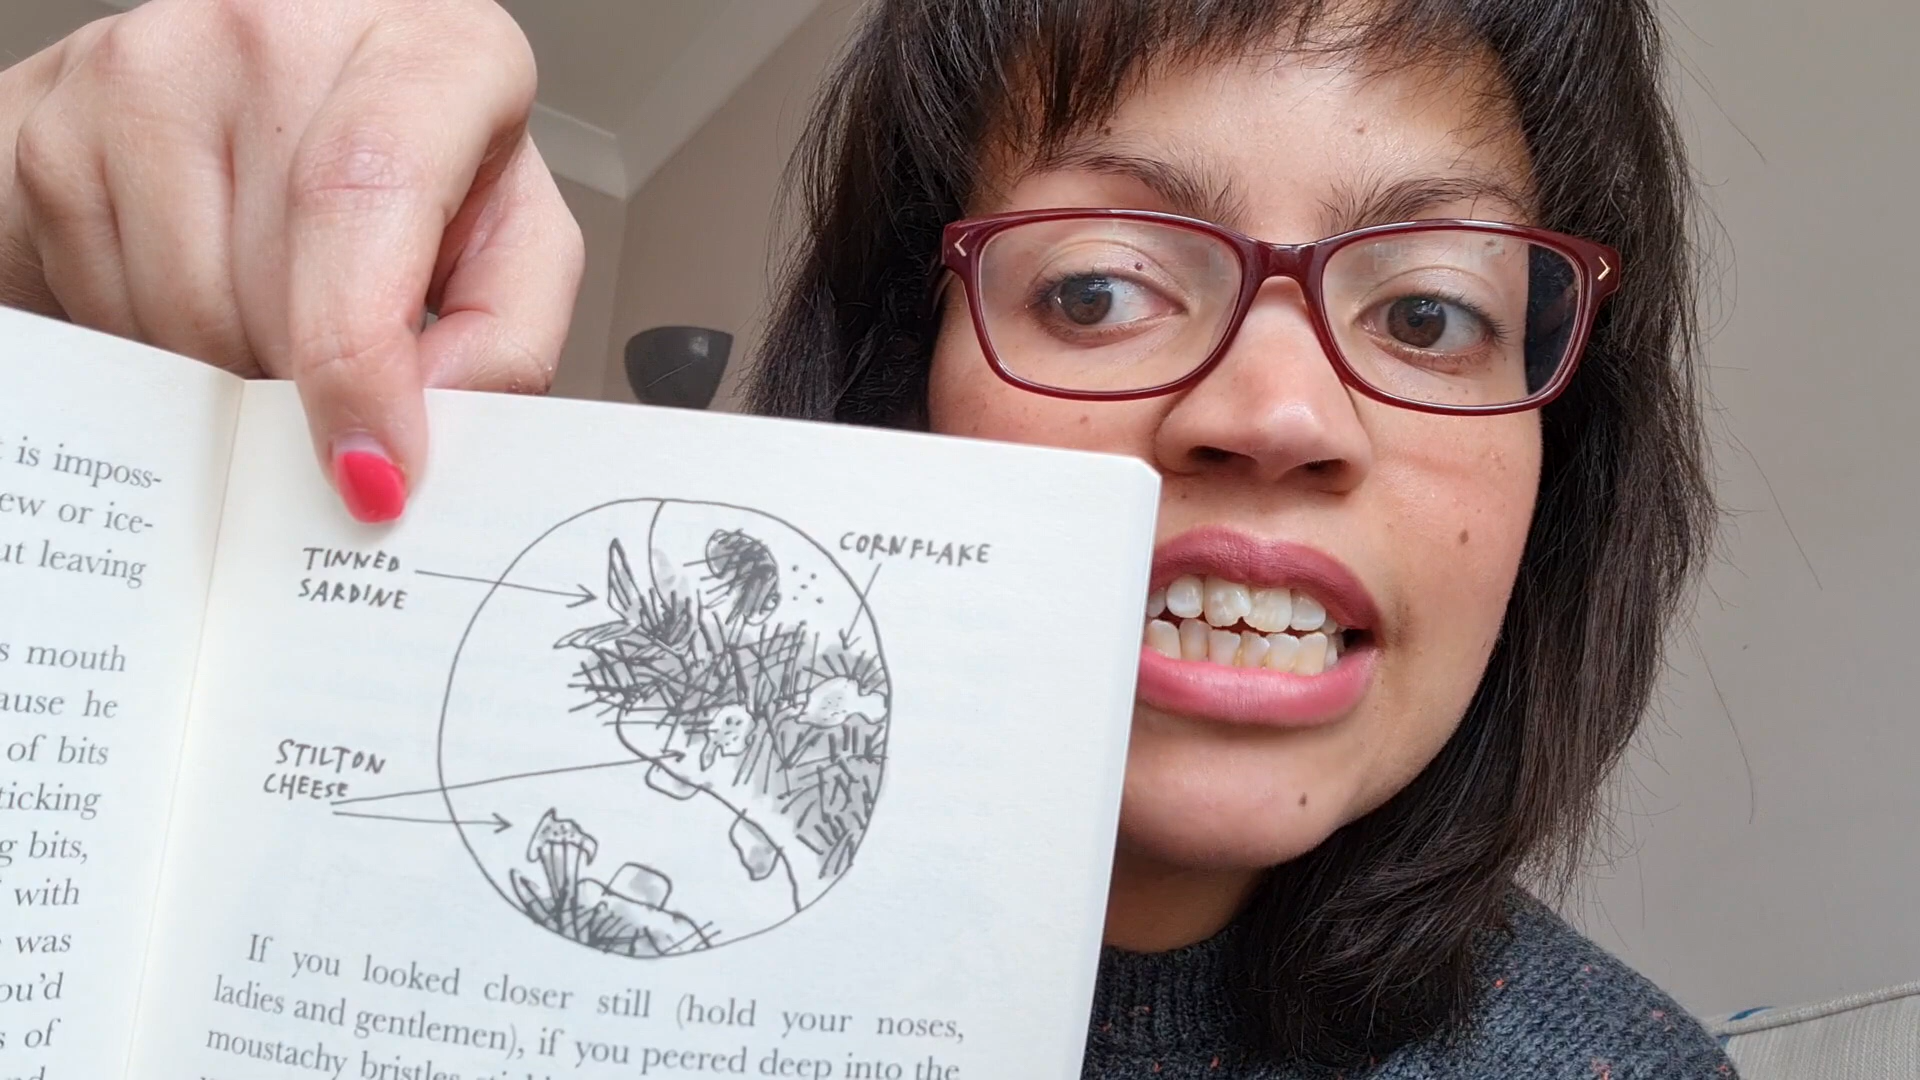 t is imposs-
ew or ice-
ut leaving
s mouth
ause he
of bits
ticking
g bits,
with
was
ou'd
s of
TINNED
SARDINE
CORNFLAKE
STILTON
CHEESE
If you looked closer still (hold your noses,
ladies and gentlemen), if you peered deep into the
moustachy bristles